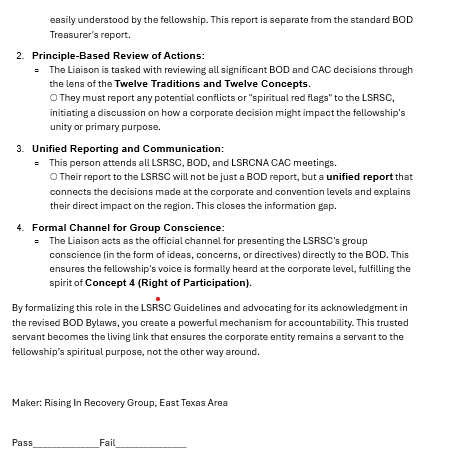 easily understood by the fellowship. This report is separate from the standard BOD
Treasurer's report.
2. Principle-Based Review of Actions:
The Liaison is tasked with reviewing all significant BOD and CAC decisions through
the lens of the Twelve Traditions and Twelve Concepts.
They must report any potential conflicts or "spiritual red flags" to the LSRSC,
initiating a discussion on how a corporate decision might impact the fellowship's
unity or primary purpose.
3. Unified Reporting and Communication:
This person attends all LSRSC, BOD, and LSRCNA CAC meetings.
Their report to the LSRSC will not be just a BOD report, but a unified report that
connects the decisions made at the corporate and convention levels and explains
their direct impact on the region. This closes the information gap.
4. Formal Channel for Group Conscience:
The Liaison acts as the official channel for presenting the LSRSC's group
conscience (in the form of ideas, concerns, or directives) directly to the BOD. This
ensures the fellowship's voice is formally heard at the corporate level, fulfilling the
spirit of Concept 4 (Right of Participation).
By formalizing this role in the LSRSC Guidelines and advocating for its acknowledgment in
the revised BOD Bylaws, you create a powerful mechanism for accountability. This trusted
servant becomes the living link that ensures the corporate entity remains a servant to the
fellowship's spiritual purpose, not the other way around.
Maker: Rising In Recovery Group, East Texas Area
Pass______________Fail_______________